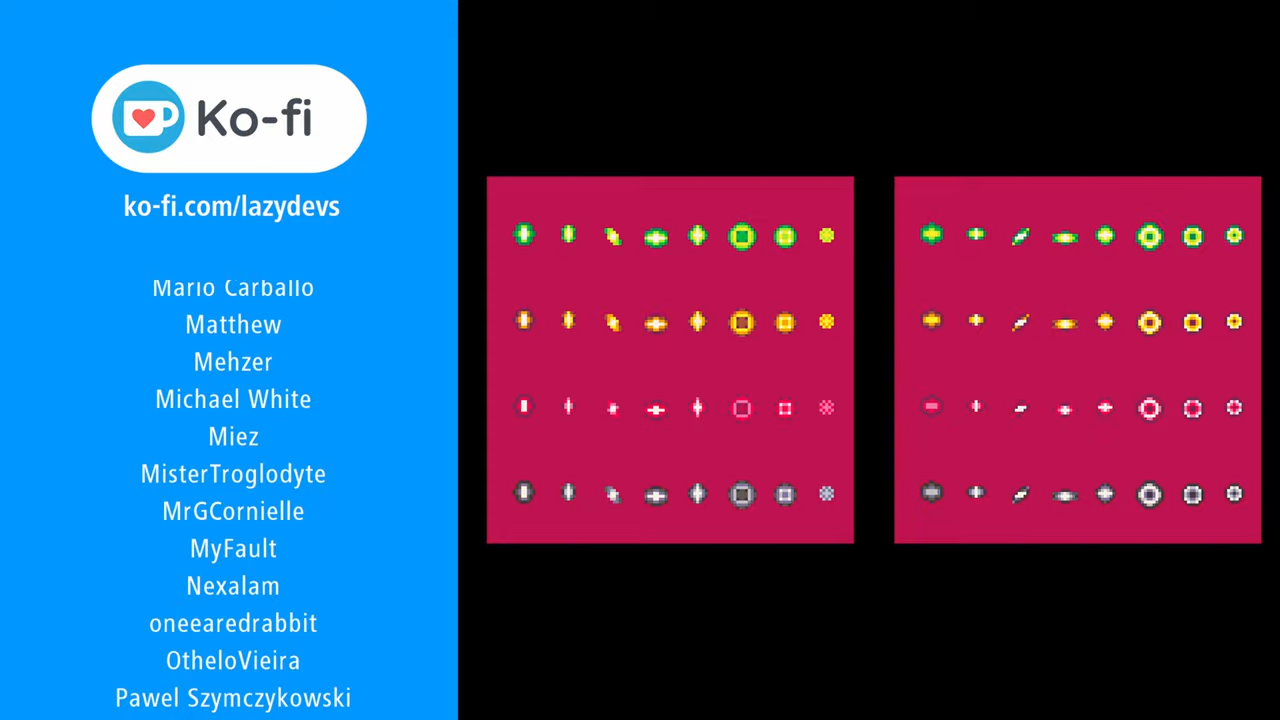 Ko-fi
ko-fi.com/lazydevs
Mario Carballo
Matthew
Mehzer
Michael White
Miez
MisterTroglodyte
MrGCornielle
MyFault
Nexalam
oneearedrabbit
OtheloVieira
Pawel Szymczykowski